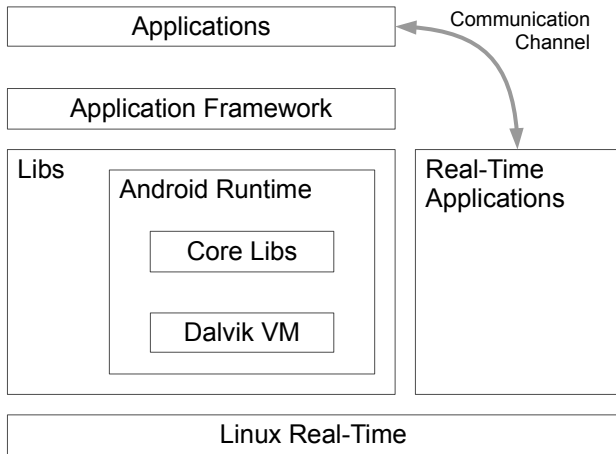 Applications
Communication
Channel
Application Framework
Libs
Android Runtime
Core Libs
Dalvik VM
Real-Time
Applications
Linux Real-Time